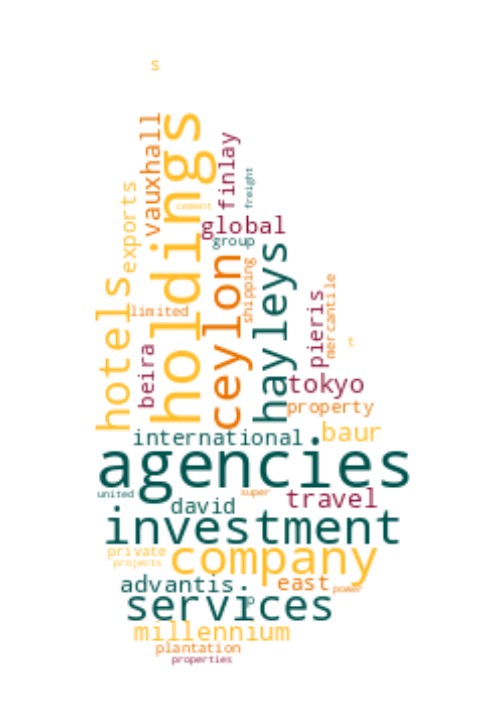 s
holdings
vauxhall
finlay
freight
exports
cement
global
group
hayleys
ceylon
shipping
hotels
limited
beira
pieris
mercantile
t
tokyo
property
international
baur
agencies
united
super
david
travel
investment
private
company
projects
advantis
east
power
services
millennium
plantation
properties